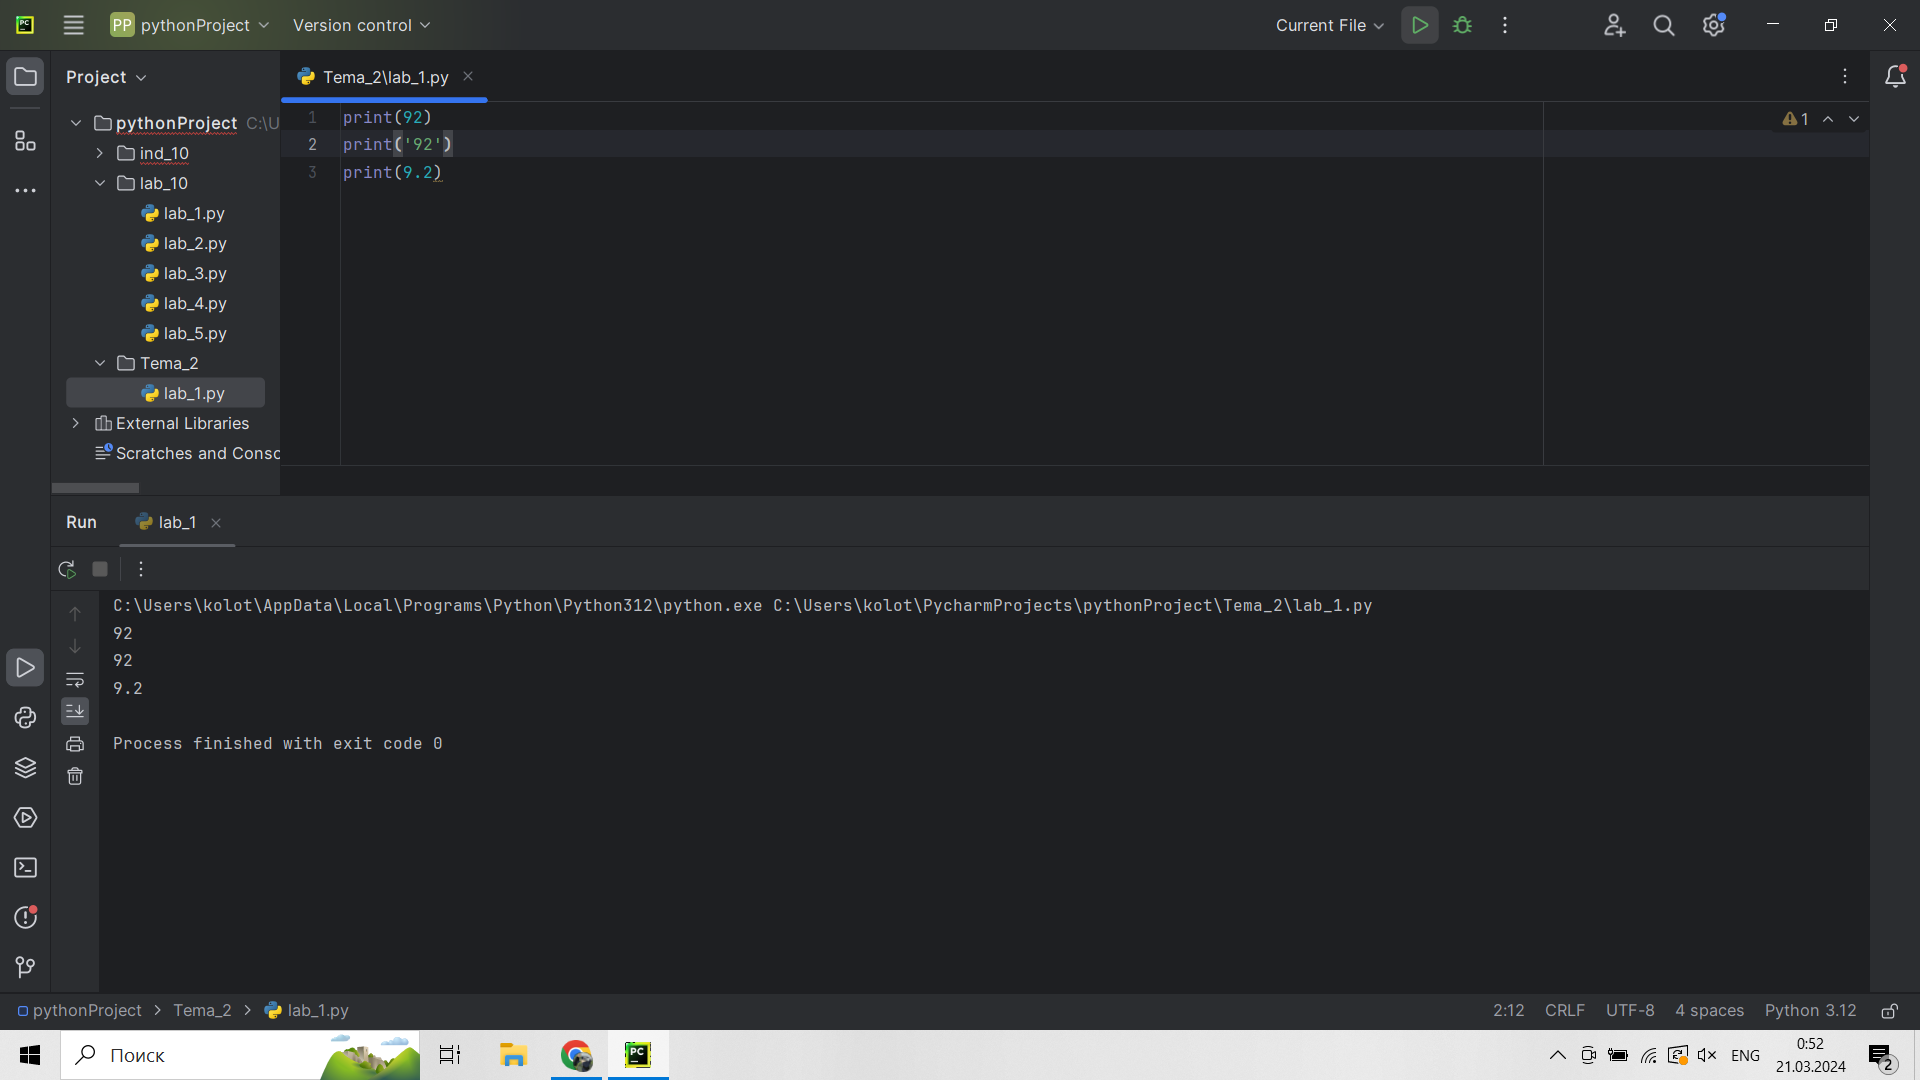 PC
PP pythonProject
Version control
Current File
Project
Tema_2\lab_1.py
pythonProject C:\U
ind_10
lab_10
lab_1.py
lab_2.py
lab_3.py
lab_4.py
lab_5.py
Tema_2
lab_1.py
External Libraries
Scratches and Consc
1 print(92)
2 print('92')
3 print(9.2)
1
Run
lab_1
C:\Users\kolot\AppData\Local\Programs\Python\Python312\python.exe C:\Users\kolot\PycharmProjects\pythonProject\Tema_2\lab_1.py
92
92
9.2
Process finished with exit code 0
pythonProject > Tema_2 > lab_1.py
2:12 CRLF UTF-8 4 spaces Python 3.12
Поиск
PC
ENG
0:52
21.03.2024
2